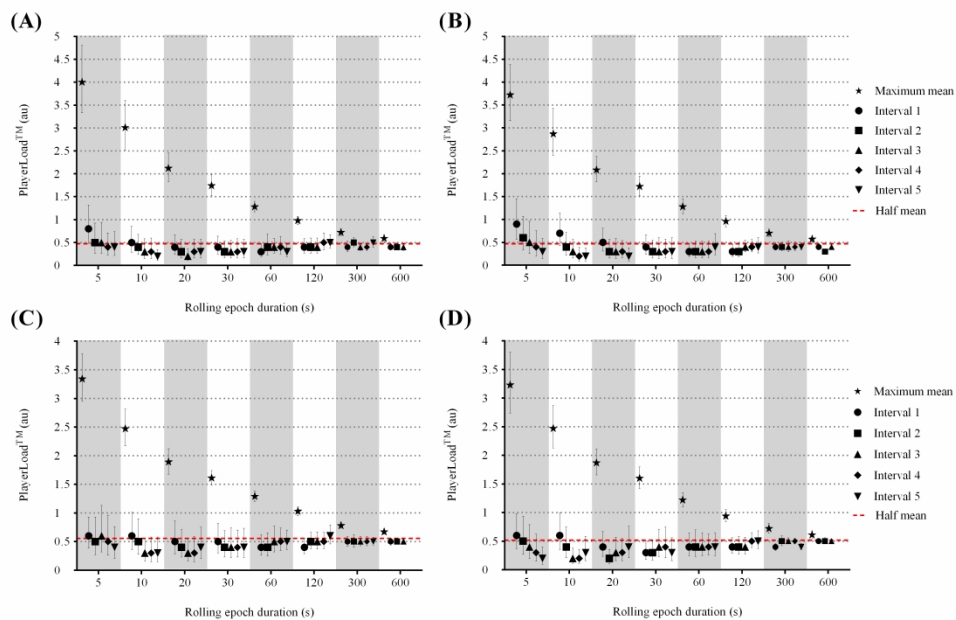 (A)
5
4.5
4
3.5
3
2.5
2
1.5
1
0.5
0
PlayerLoad™ (au)
5 10 20 30 60 120 300 600
Rolling epoch duration (s)
(B)
5
4.5
4
3.5
3
2.5
2
1.5
1
0.5
0
PlayerLoad™ (au)
5 10 20 30 60 120 300 600
Rolling epoch duration (s)
Maximum mean
Interval 1
Interval 2
Interval 3
Interval 4
Interval 5
Half mean
(C)
4
3.5
3
2.5
2
1.5
1
0.5
0
PlayerLoad™ (au)
5 10 20 30 60 120 300 600
Rolling epoch duration (s)
(D)
4
3.5
3
2.5
2
1.5
1
0.5
0
PlayerLoad™ (au)
5 10 20 30 60 120 300 600
Rolling epoch duration (s)
Maximum mean
Interval 1
Interval 2
Interval 3
Interval 4
Interval 5
Half mean